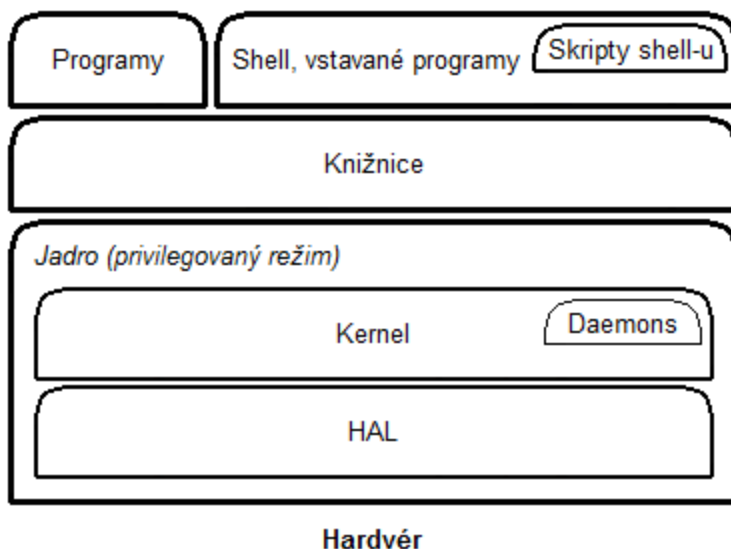 Programy
Shell, vstavané programy
Skripty shell-u
Knižnice
Jadro (privilegovaný režim)
Kernel
Daemons
HAL
Hardvér